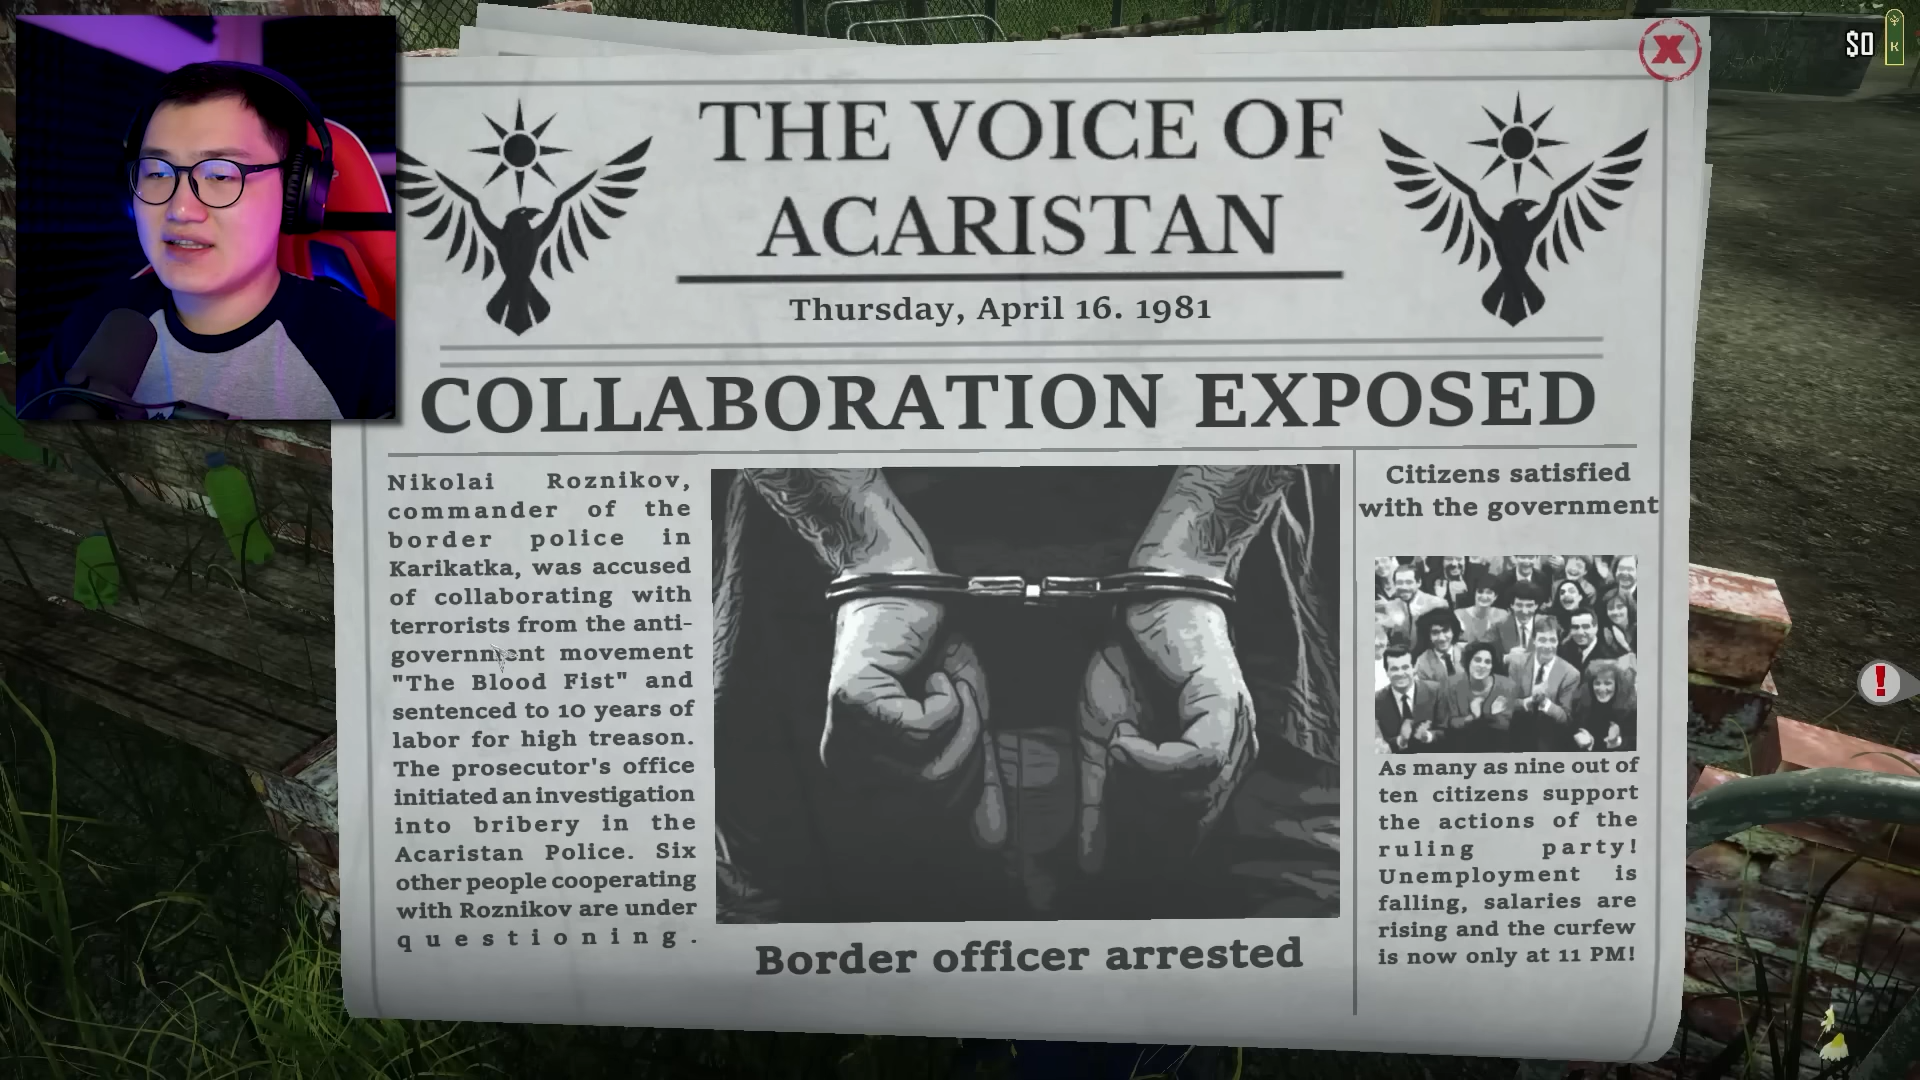 $0
K
X
THE VOICE OF
ACARISTAN
Thursday, April 16. 1981
COLLABORATION EXPOSED
Nikolai Roznikov,
commander of the
border police in
Karikatka, was accused
of collaborating with
terrorists from the anti-
government movement
"The Blood Fist" and
sentenced to 10 years of
labor for high treason.
The prosecutor's office
initiated an investigation
into bribery in the
Acaristan Police. Six
other people cooperating
with Roznikov are under
questioning.
Border officer arrested
Citizens satisfied
with the government
As many as nine out of
ten citizens support
the actions of the
ruling party!
Unemployment is
falling, salaries are
rising and the curfew
is now only at 11 PM!
!